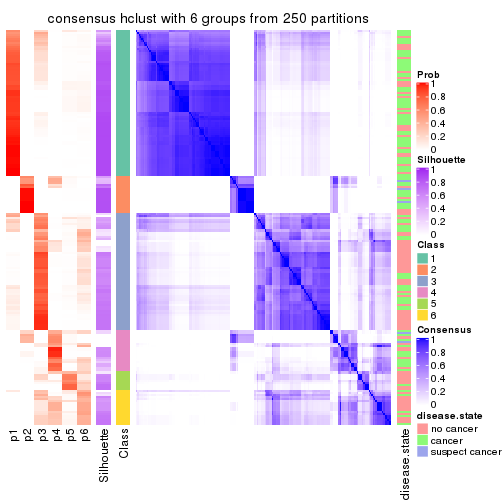 consensus hclust with 6 groups from 250 partitions
Prob
1
0.8
0.6
0.4
0.2
0
Silhouette
1
0.8
0.6
0.4
0.2
0
Class
1
2
3
4
5
6
Consensus
1
0.8
0.6
0.4
0.2
0
disease.state
no cancer
cancer
suspect cancer
p1
p2
p3
p4
p5
p6
Silhouette
Class
disease.state